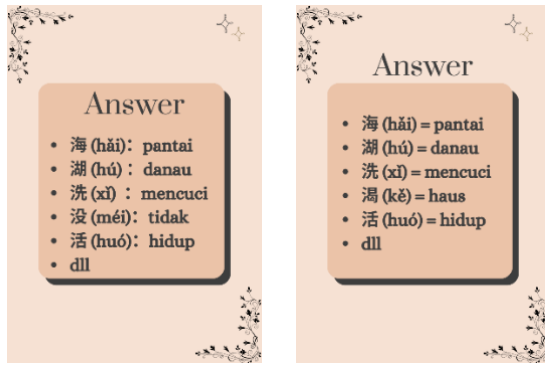 Answer
• 海 (hǎi)： pantai
• 湖 (hú)： danau
• 洗 (xǐ) ： mencuci
• 没 (méi)： tidak
• 活 (huó)： hidup
• dll
Answer
• 海 (hǎi) = pantai
• 湖 (hú) = danau
• 洗 (xǐ) = mencuci
• 渴 (kě) = haus
• 活 (huó) = hidup
• dll